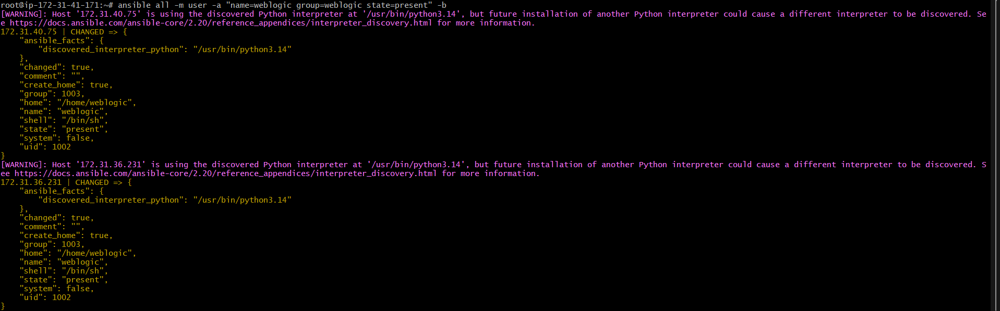 root@ip-172-31-41-171:~# ansible all -m user -a "name=weblogic group=weblogic state=present" -b
[WARNING]: Host '172.31.40.75' is using the discovered Python interpreter at '/usr/bin/python3.14', but future installation of another Python interpreter could cause a different interpreter to be discovered. Se
e https://docs.ansible.com/ansible-core/2.20/reference_appendices/interpreter_discovery.html for more information.
172.31.40.75 | CHANGED => {
    "ansible_facts": {
        "discovered_interpreter_python": "/usr/bin/python3.14"
    },
    "changed": true,
    "comment": "",
    "create_home": true,
    "group": 1003,
    "home": "/home/weblogic",
    "name": "weblogic",
    "shell": "/bin/sh",
    "state": "present",
    "system": false,
    "uid": 1002
}
[WARNING]: Host '172.31.36.231' is using the discovered Python interpreter at '/usr/bin/python3.14', but future installation of another Python interpreter could cause a different interpreter to be discovered. S
ee https://docs.ansible.com/ansible-core/2.20/reference_appendices/interpreter_discovery.html for more information.
172.31.36.231 | CHANGED => {
    "ansible_facts": {
        "discovered_interpreter_python": "/usr/bin/python3.14"
    },
    "changed": true,
    "comment": "",
    "create_home": true,
    "group": 1003,
    "home": "/home/weblogic",
    "name": "weblogic",
    "shell": "/bin/sh",
    "state": "present",
    "system": false,
    "uid": 1002
}